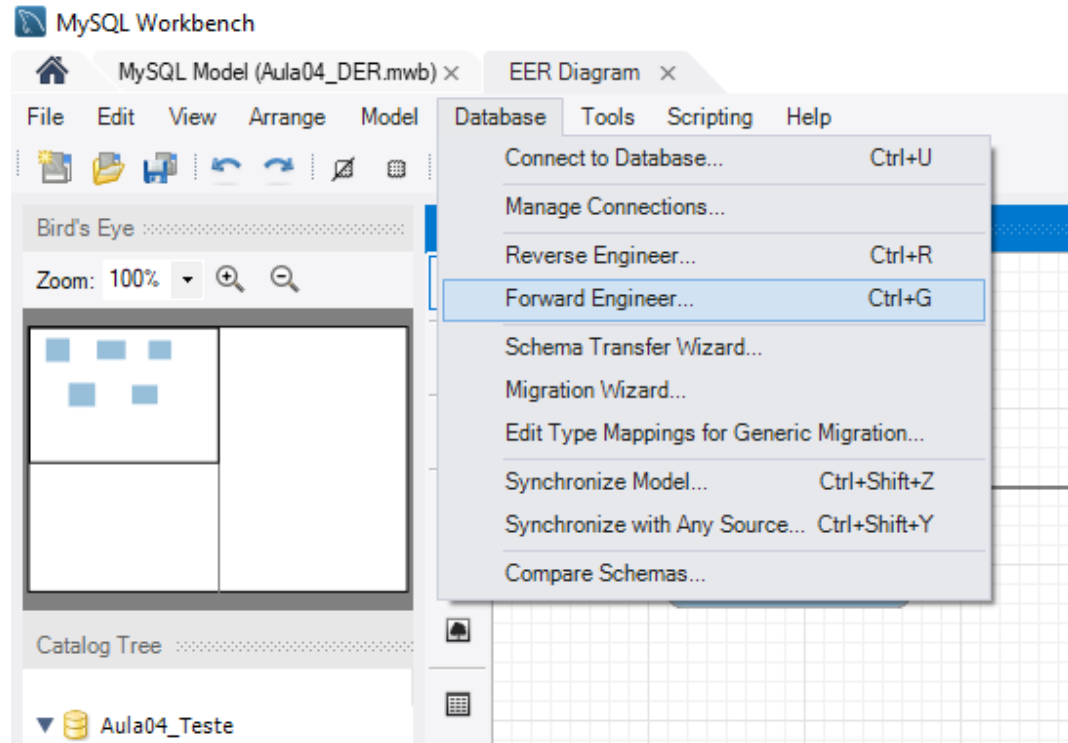 MySQL Workbench
MySQL Model (Aula04_DER.mwb) × EER Diagram ×
File Edit View Arrange Model Database Tools Scripting Help
Connect to Database... Ctrl+U
Manage Connections...
Bird's Eye
Reverse Engineer... Ctrl+R
Zoom: 100%
Forward Engineer... Ctrl+G
Schema Transfer Wizard...
Migration Wizard...
Edit Type Mappings for Generic Migration...
Synchronize Model... Ctrl+Shift+Z
Synchronize with Any Source... Ctrl+Shift+Y
Compare Schemas...
Catalog Tree
Aula04_Teste